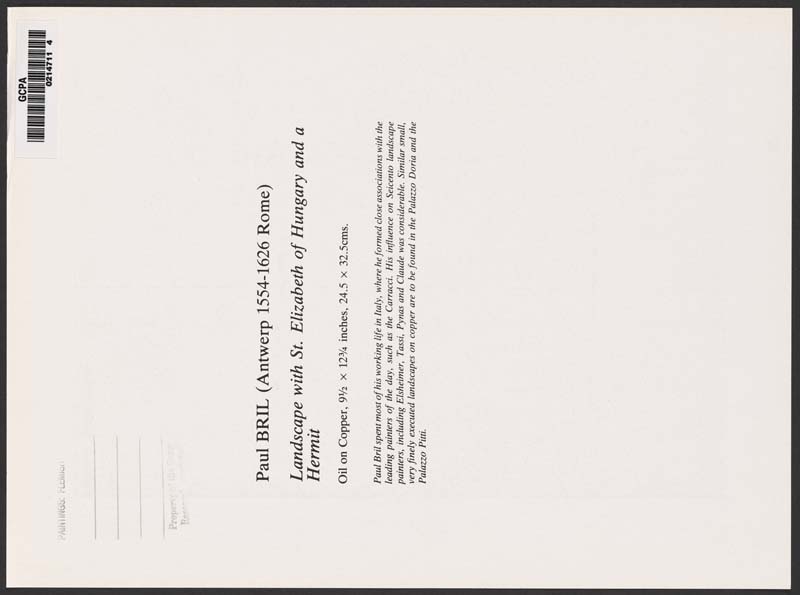 GCPA
0214711 4
Paul BRIL (Antwerp 1554-1626 Rome)
Landscape with St. Elizabeth of Hungary and a
Hermit
Oil on Copper, 9½ × 12¾ inches, 24.5 × 32.5cms.
Paul Bril spent most of his working life in Italy, where he formed close associations with the
leading painters of the day, such as the Carracci. His influence on Seicento landscape
painters, including Elsheimer, Tassi, Pynas and Claude was considerable. Similar small,
very finely executed landscapes on copper are to be found in the Palazzo Doria and the
Palazzo Pitti.
PAINTINGS: FLEMISH
Property of the